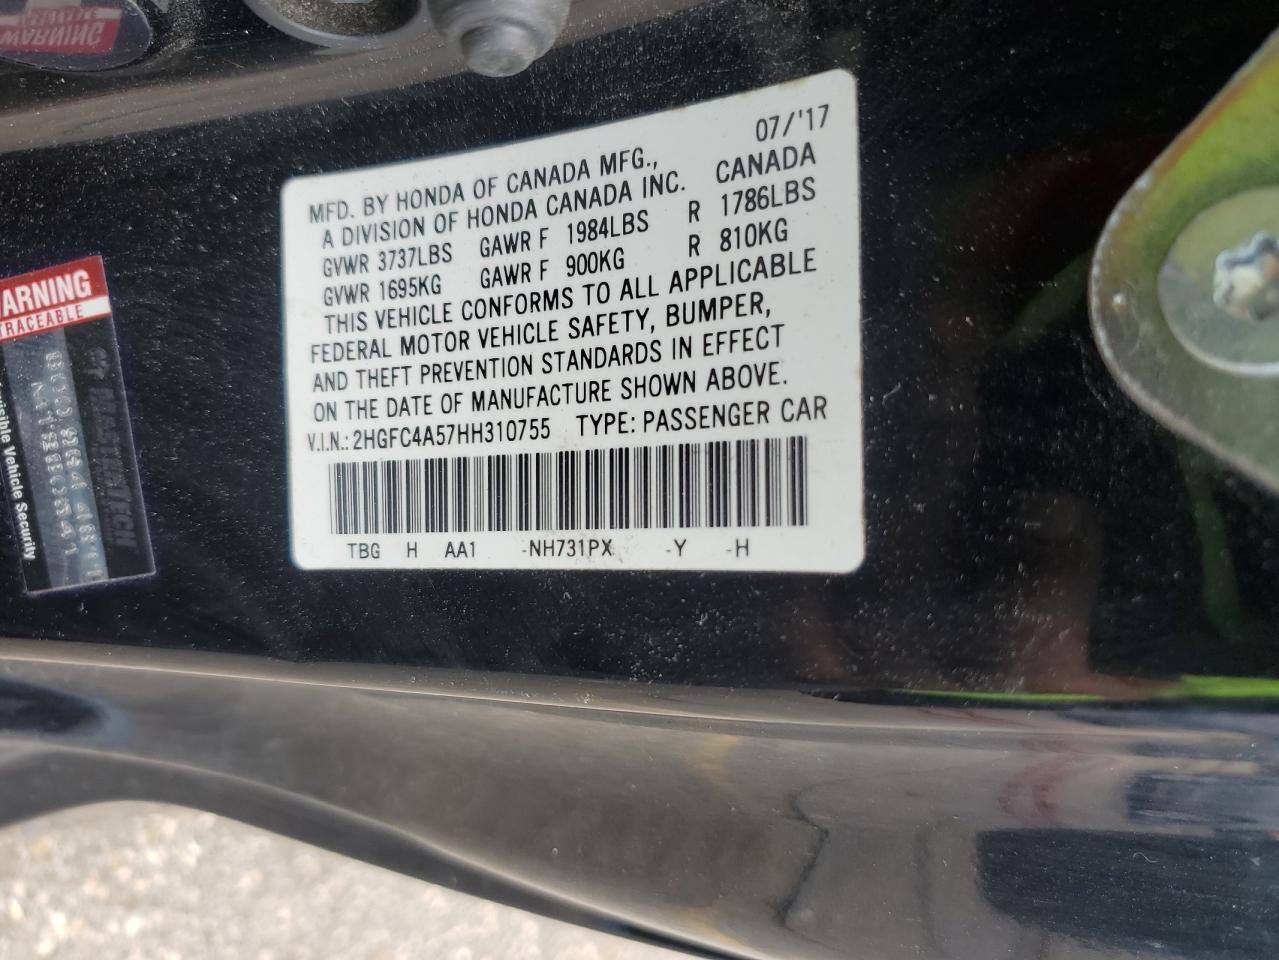 WARNING
07/'17
MFD. BY HONDA OF CANADA MFG.,
A DIVISION OF HONDA CANADA INC. CANADA
GVWR 3737LBS GAWR F 1984LBS R 1786LBS
GVWR 1695KG GAWR F 900KG R 810KG
THIS VEHICLE CONFORMS TO ALL APPLICABLE
FEDERAL MOTOR VEHICLE SAFETY, BUMPER,
AND THEFT PREVENTION STANDARDS IN EFFECT
ON THE DATE OF MANUFACTURE SHOWN ABOVE.
V.I.N.: 2HGFC4A57HH310755 TYPE: PASSENGER CAR
TBG H AA1 -NH731PX -Y -H
ARNING
TRACEABLE
Vehicle Security